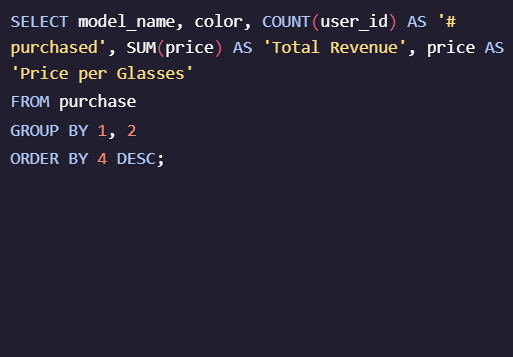 SELECT model_name, color, COUNT(user_id) AS '#
purchased', SUM(price) AS 'Total Revenue', price AS
'Price per Glasses'
FROM purchase
GROUP BY 1, 2
ORDER BY 4 DESC;